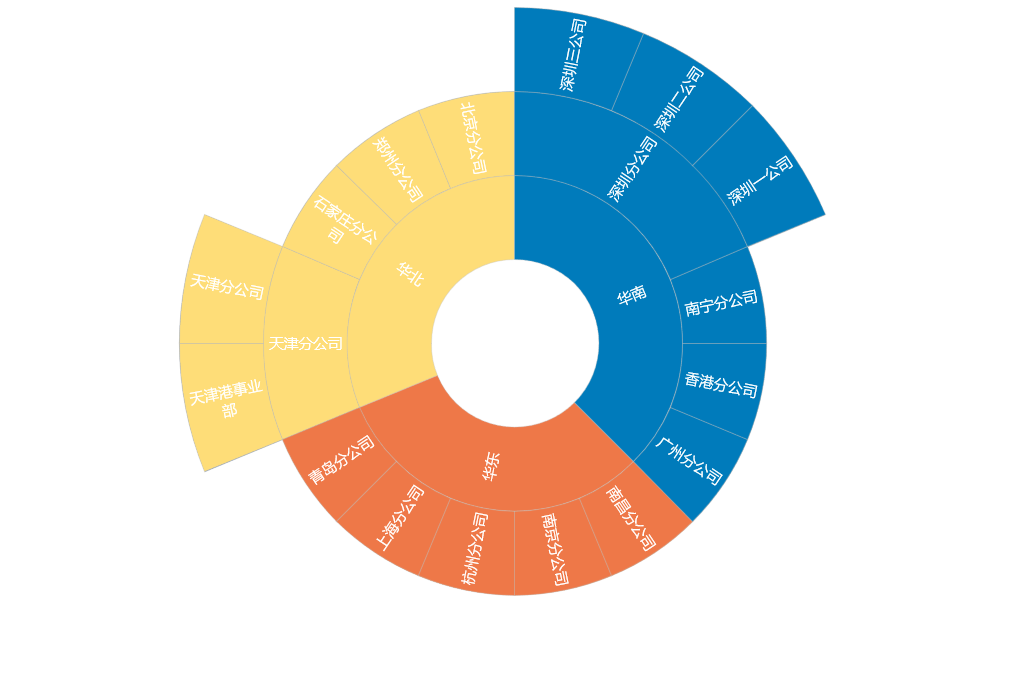 深圳三公司
深圳二公司
深圳一公司
深圳分公司
南宁分公司
香港分公司
广州分公司
华南
南昌分公司
南京分公司
杭州分公司
上海分公司
青岛分公司
华东
天津港事业
部
天津分公司
天津分公司
石家庄分公
司
郑州分公司
北京分公司
华北